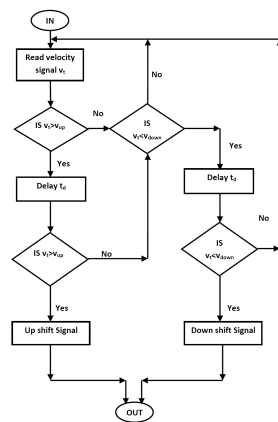 IN
Read velocity
signal vt
No
IS vt>vup
No
IS
vt<vdown
Yes
Yes
Delay td
Delay td
No
IS vt>vup
No
IS
vt<vdown
Yes
Yes
Up shift Signal
Down shift Signal
OUT